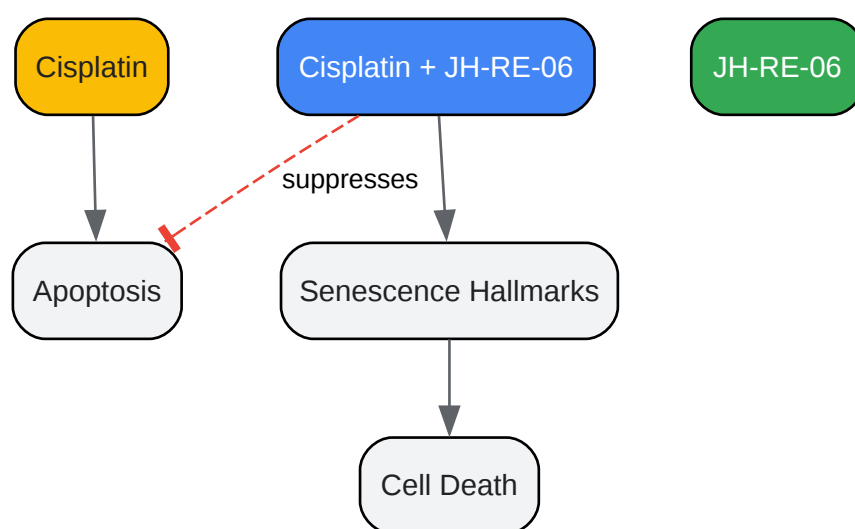 Cisplatin
Cisplatin + JH-RE-06
JH-RE-06
suppresses
Apoptosis
Senescence Hallmarks
Cell Death